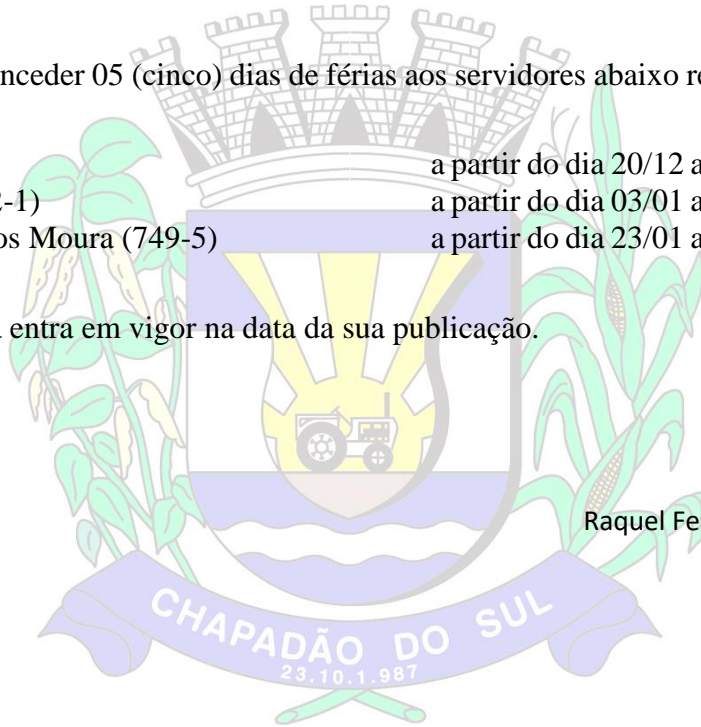 nceder 05 (cinco) dias de férias aos servidores abaixo re
a partir do dia 20/12 a
2-1) a partir do dia 03/01 a
os Moura (749-5) a partir do dia 23/01 a
a entra em vigor na data da sua publicação.
Raquel Fe
CHAPADÃO DO SUL
23.10.1.987